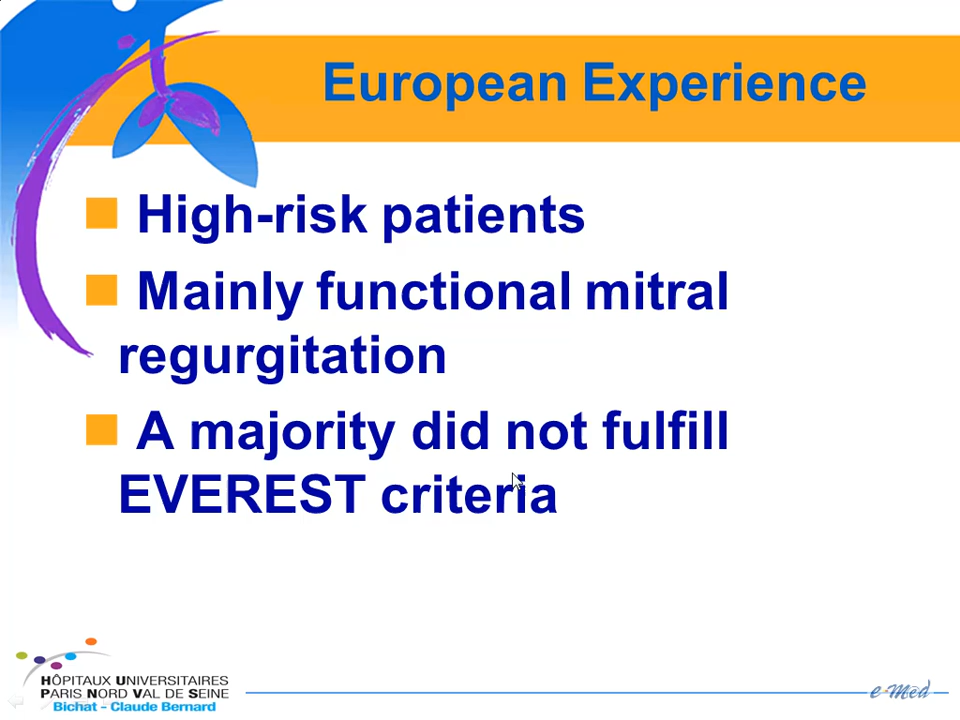 European Experience
High-risk patients
Mainly functional mitral
regurgitation
A majority did not fulfill
EVEREST criteria
HÔPITAUX UNIVERSITAIRES
PARIS NORD VAL DE SEINE
Bichat – Claude Bernard
e-Med